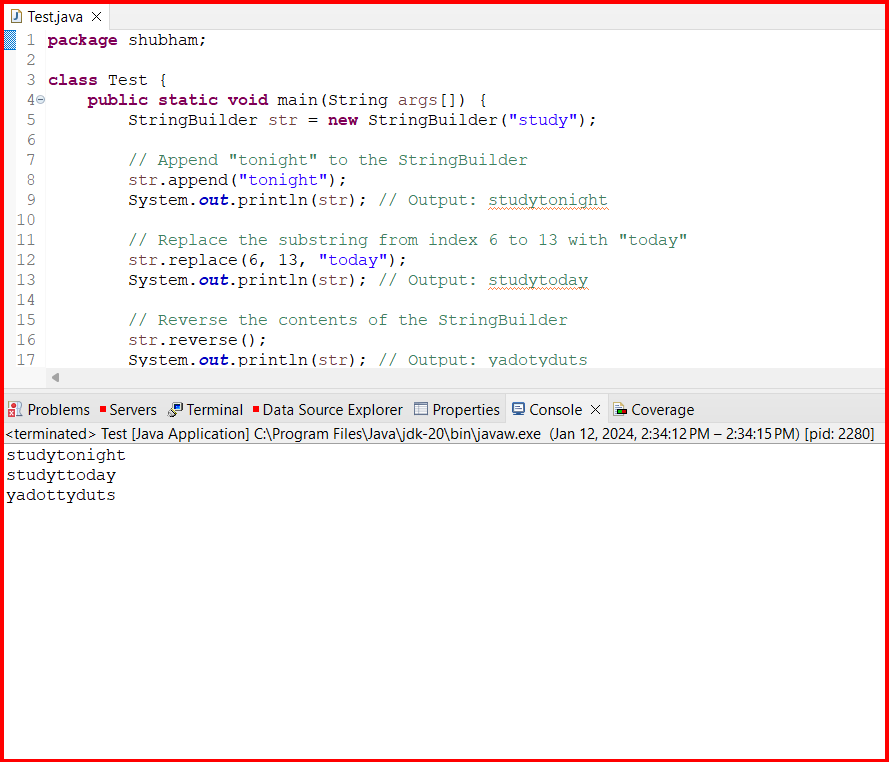 Test.java
1 package shubham;
2
3 class Test {
4 public static void main(String args[]) {
5 StringBuilder str = new StringBuilder("study");
6
7 // Append "tonight" to the StringBuilder
8 str.append("tonight");
9 System.out.println(str); // Output: studytonight
10
11 // Replace the substring from index 6 to 13 with "today"
12 str.replace(6, 13, "today");
13 System.out.println(str); // Output: studytoday
14
15 // Reverse the contents of the StringBuilder
16 str.reverse();
17 System.out.println(str); // Output: yadotyduts
Problems Servers Terminal Data Source Explorer Properties Console Coverage
<terminated> Test [Java Application] C:\Program Files\Java\jdk-20\bin\javaw.exe (Jan 12, 2024, 2:34:12 PM – 2:34:15 PM) [pid: 2280]
studytonight
studyttoday
yadottyduts